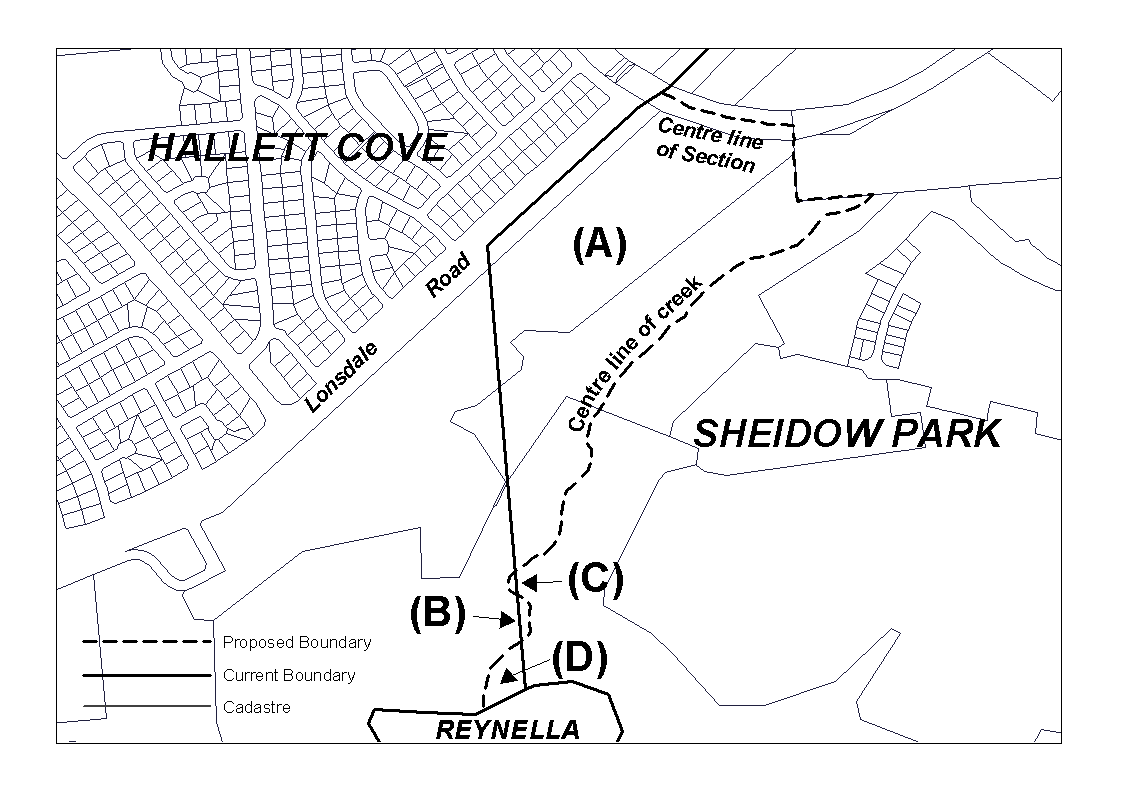 HALLETT COVE
Centre line
of Section
(A)
Road
Lonsdale
Centre line of creek
SHEIDOW PARK
(C)
(B)
(D)
Proposed Boundary
Current Boundary
Cadastre
REYNELLA